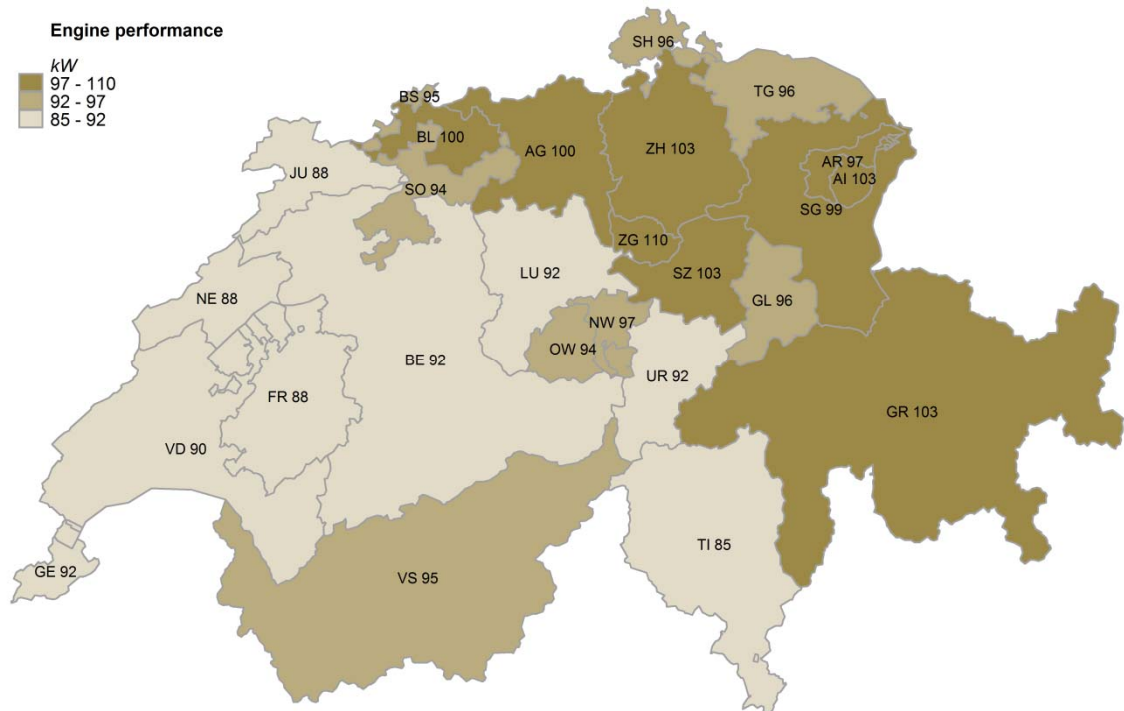 Engine performance
kW
97 - 110
92 - 97
85 - 92
SH 96
BS 95
TG 96
BL 100
AG 100
ZH 103
AR 97
JU 88
AI 103
SO 94
SG 99
ZG 110
LU 92
SZ 103
NE 88
GL 96
NW 97
OW 94
BE 92
UR 92
FR 88
GR 103
VD 90
TI 85
GE 92
VS 95